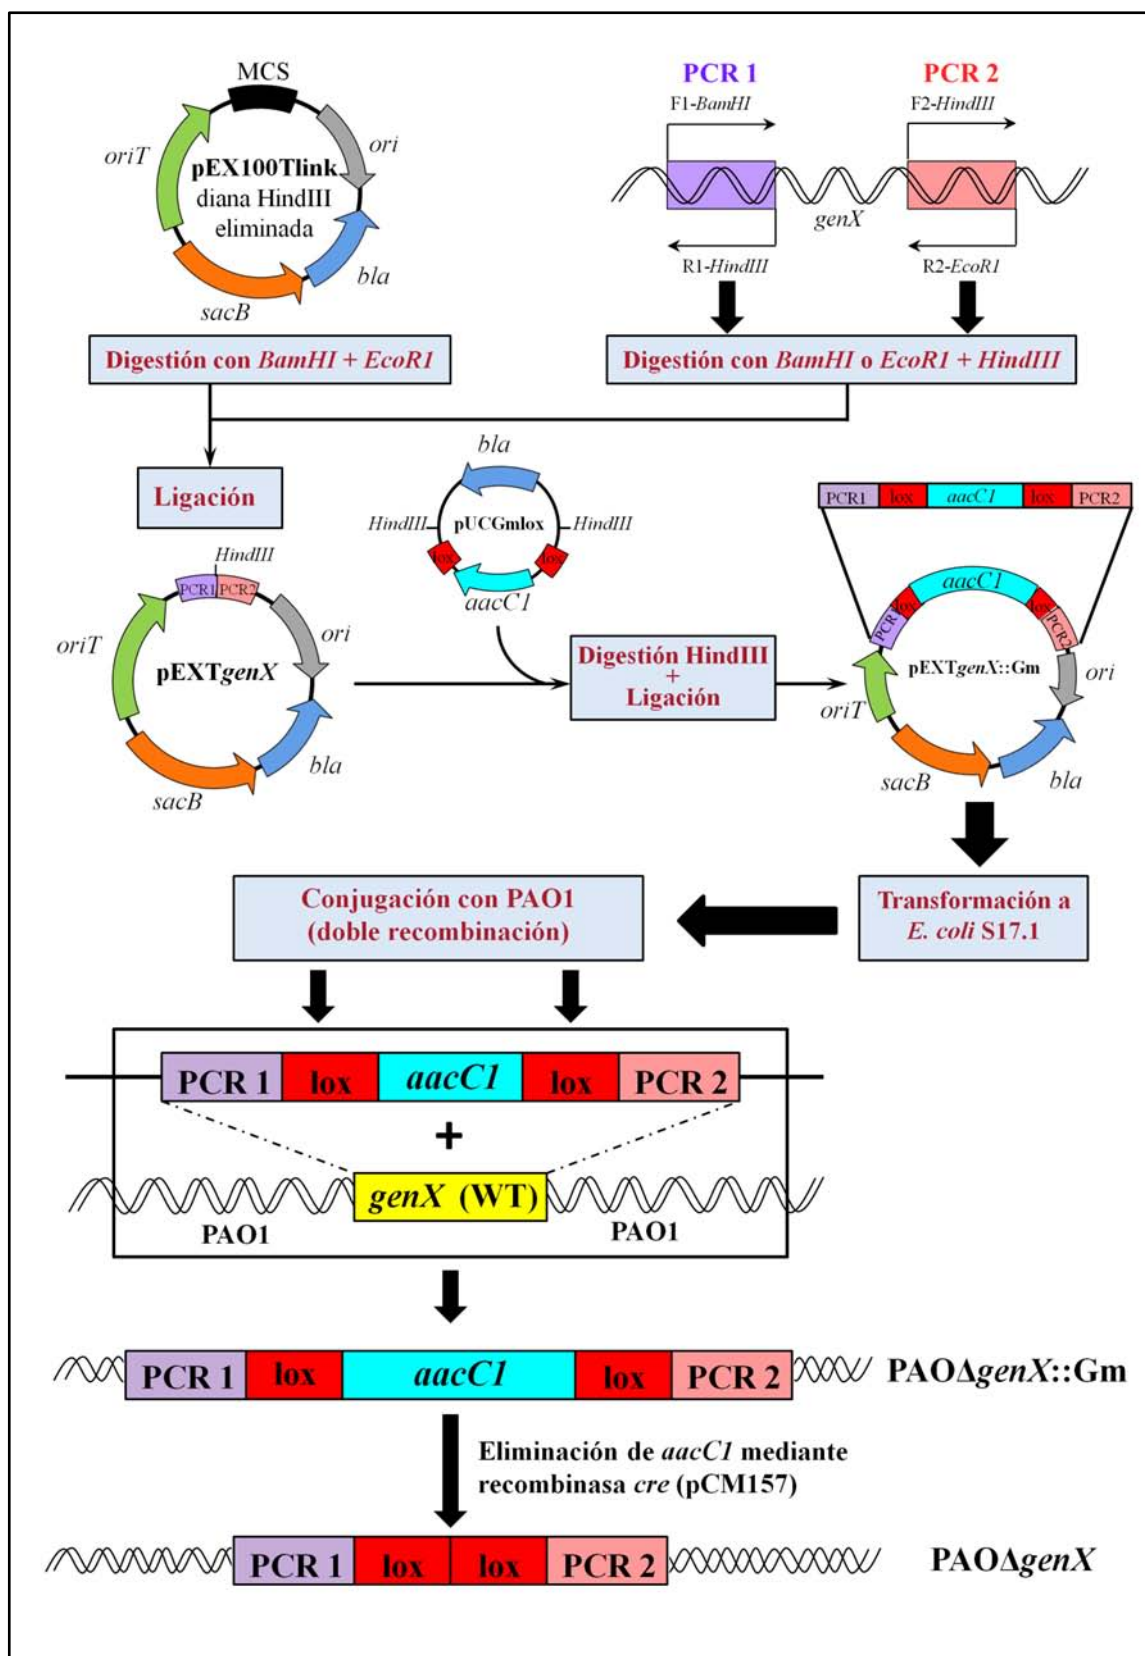 MCS
oriT
ori
pEX100Tlink
diana HindIII
eliminada
bla
sacB
PCR 1
PCR 2
F1-BamHI
F2-HindIII
genX
R1-HindIII
R2-EcoR1
Digestión con BamHI + EcoR1
Digestión con BamHI o EcoR1 + HindIII
Ligación
bla
HindIII
pUCGmlox
HindIII
lox
lox
aacC1
PCR1
lox
aacC1
lox
PCR2
HindIII
PCR1
PCR2
oriT
ori
pEXTgenX
bla
sacB
Digestión HindIII
+
Ligación
aacC1
lox
lox
PCR1
PCR2
pEXTgenX::Gm
oriT
ori
sacB
bla
Conjugación con PAO1
(doble recombinación)
Transformación a
E. coli S17.1
PCR 1
lox
aacC1
lox
PCR 2
+
genX (WT)
PAO1
PAO1
PCR 1
lox
aacC1
lox
PCR 2
PAOΔgenX::Gm
Eliminación de aacC1 mediante
recombinasa cre (pCM157)
PCR 1
lox
lox
PCR 2
PAOΔgenX